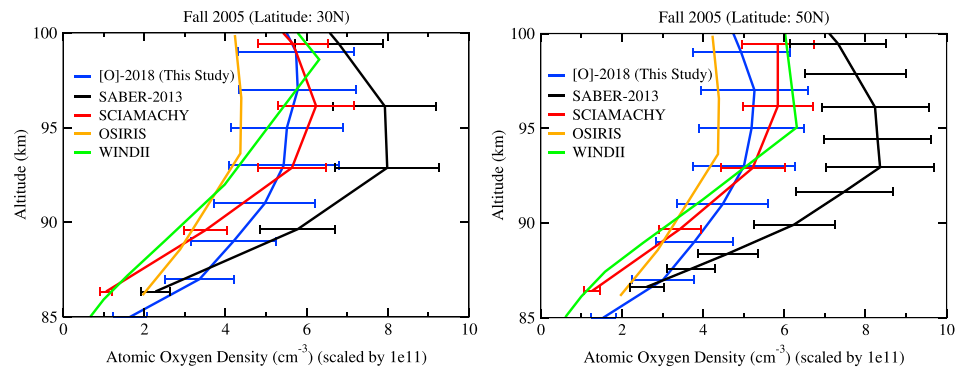 Fall 2005 (Latitude: 30N)
100
95
90
85
Altitude (km)
[O]-2018 (This Study)
SABER-2013
SCIAMACHY
OSIRIS
WINDII
0 2 4 6 8 10
Atomic Oxygen Density (cm⁻³) (scaled by 1e11)
Fall 2005 (Latitude: 50N)
100
95
90
85
Altitude (km)
[O]-2018 (This Study)
SABER-2013
SCIAMACHY
OSIRIS
WINDII
0 2 4 6 8 10
Atomic Oxygen Density (cm⁻³) (scaled by 1e11)